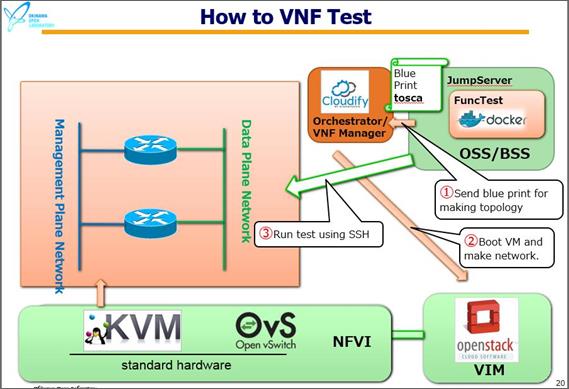 OKINAWA
OPEN
LABORATORY
How to VNF Test
Management Plane Network
Data Plane Network
Cloudify
Orchestrator/
VNF Manager
Blue
Print
tosca
JumpServer
FuncTest
docker
OSS/BSS
①Send blue print for
making topology
②Boot VM and
make network.
③Run test using SSH
KVM
OvS
Open vSwitch
standard hardware
NFVI
openstack
CLOUD SOFTWARE
VIM
20